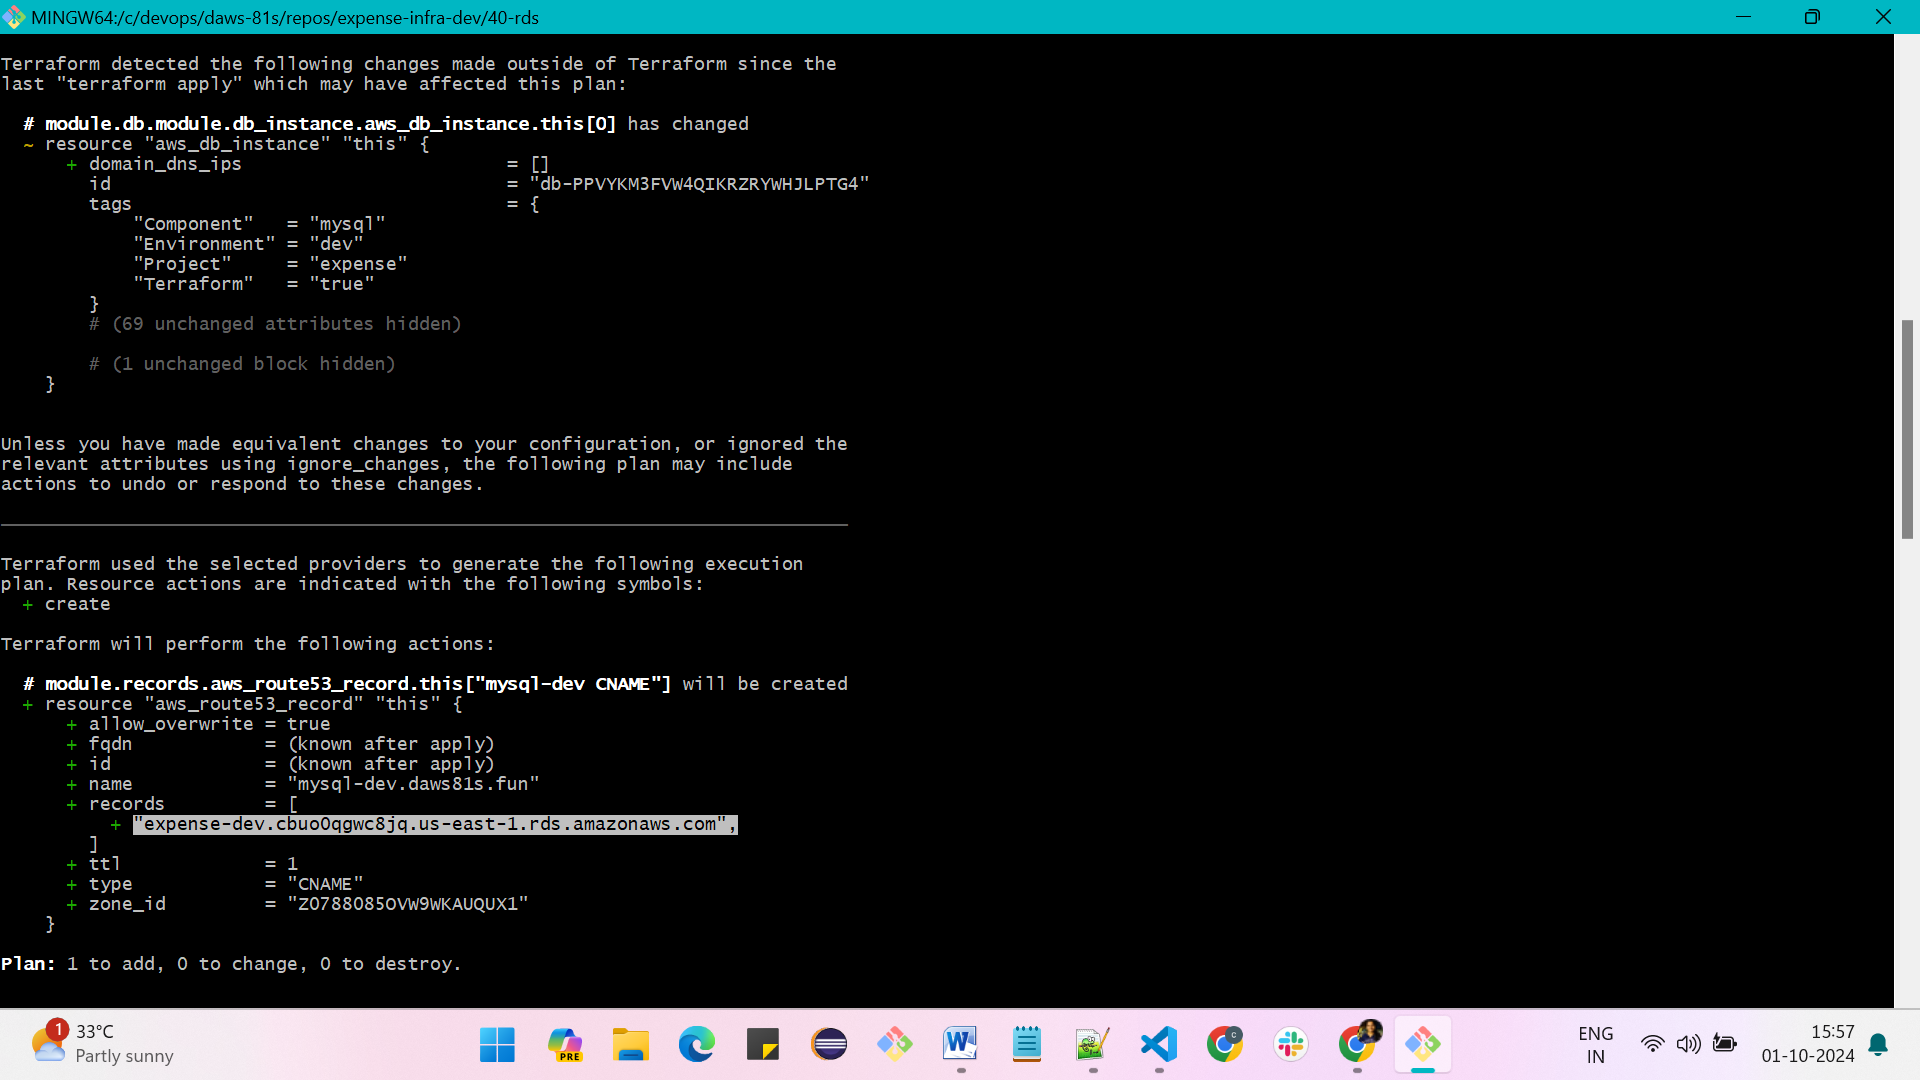 MINGW64:/c/devops/daws-81s/repos/expense-infra-dev/40-rds
Terraform detected the following changes made outside of Terraform since the
last "terraform apply" which may have affected this plan:
# module.db.module.db_instance.aws_db_instance.this[0] has changed
~ resource "aws_db_instance" "this" {
+ domain_dns_ips = []
id = "db-PPVYKM3FVW4QIKRZRYWHJLPTG4"
tags = {
"Component" = "mysql"
"Environment" = "dev"
"Project" = "expense"
"Terraform" = "true"
}
# (69 unchanged attributes hidden)
# (1 unchanged block hidden)
}
Unless you have made equivalent changes to your configuration, or ignored the
relevant attributes using ignore_changes, the following plan may include
actions to undo or respond to these changes.
Terraform used the selected providers to generate the following execution
plan. Resource actions are indicated with the following symbols:
+ create
Terraform will perform the following actions:
# module.records.aws_route53_record.this["mysql-dev CNAME"] will be created
+ resource "aws_route53_record" "this" {
+ allow_overwrite = true
+ fqdn = (known after apply)
+ id = (known after apply)
+ name = "mysql-dev.daws81s.fun"
+ records = [
+ "expense-dev.cbuo0qgwc8jq.us-east-1.rds.amazonaws.com",
]
+ ttl = 1
+ type = "CNAME"
+ zone_id = "Z0788085OVW9WKAUQUX1"
}
Plan: 1 to add, 0 to change, 0 to destroy.
1
33°C
Partly sunny
PRE
W
C
ENG
IN
15:57
01-10-2024